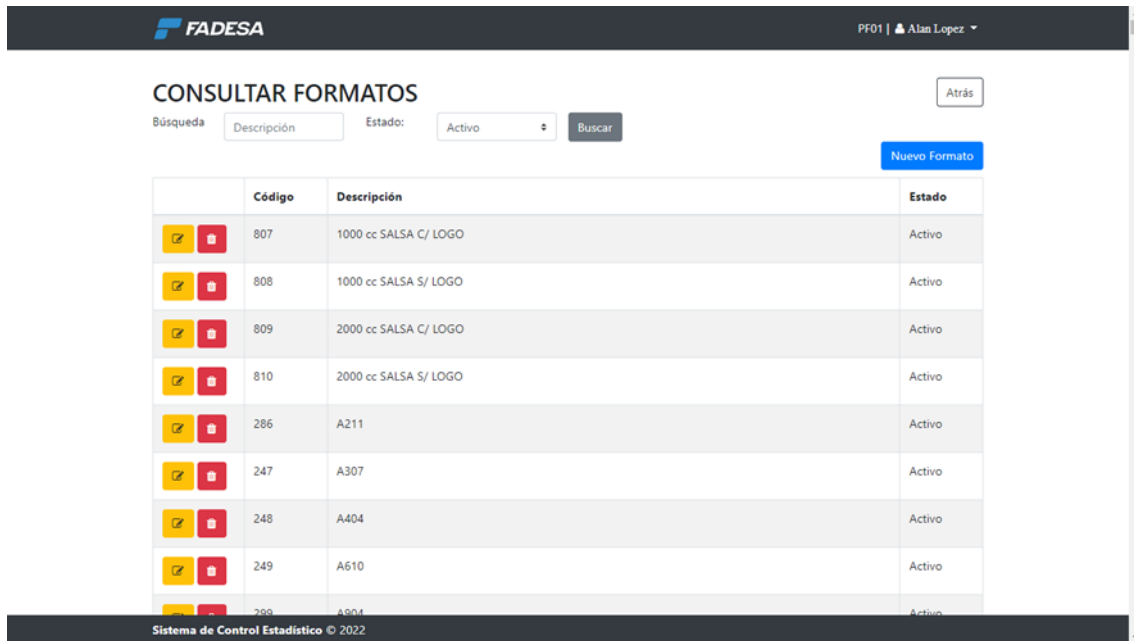 FADESA
PF01 | Alan Lopez
CONSULTAR FORMATOS
Atrás
Búsqueda Descripción Estado: Activo Buscar
Nuevo Formato
Código Descripción Estado
807 1000 cc SALSA C/ LOGO Activo
808 1000 cc SALSA S/ LOGO Activo
809 2000 cc SALSA C/ LOGO Activo
810 2000 cc SALSA S/ LOGO Activo
286 A211 Activo
247 A307 Activo
248 A404 Activo
249 A610 Activo
299 A904 Activo
Sistema de Control Estadístico © 2022